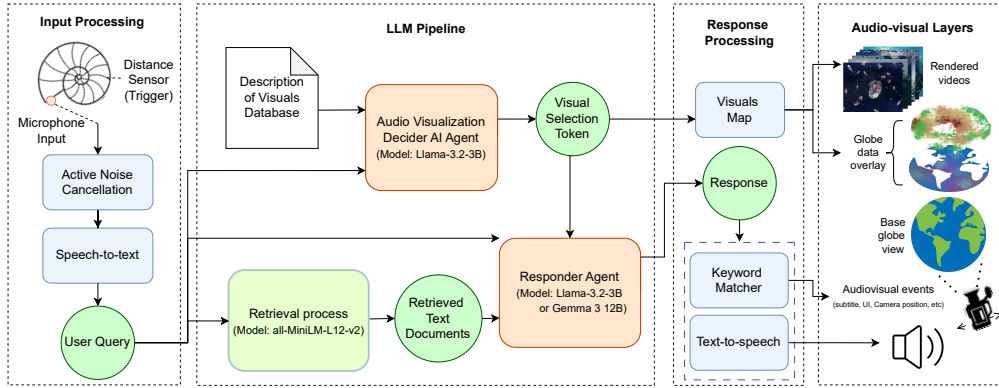 Input Processing
Distance
Sensor
(Trigger)
Microphone
Input
Active Noise
Cancellation
Speech-to-text
User Query
LLM Pipeline
Description
of Visuals
Database
Audio Visualization
Decider AI Agent
(Model: Llama-3.2-3B)
Visual
Selection
Token
Retrieval process
(Model: all-MiniLM-L12-v2)
Retrieved
Text
Documents
Responder Agent
(Model: Llama-3.2-3B
or Gemma 3 12B)
Response
Processing
Visuals
Map
Response
Keyword
Matcher
Text-to-speech
Audio-visual Layers
Rendered
videos
Globe
data
overlay
Base
globe
view
Audiovisual events
(subtitle, UI, Camera position, etc)